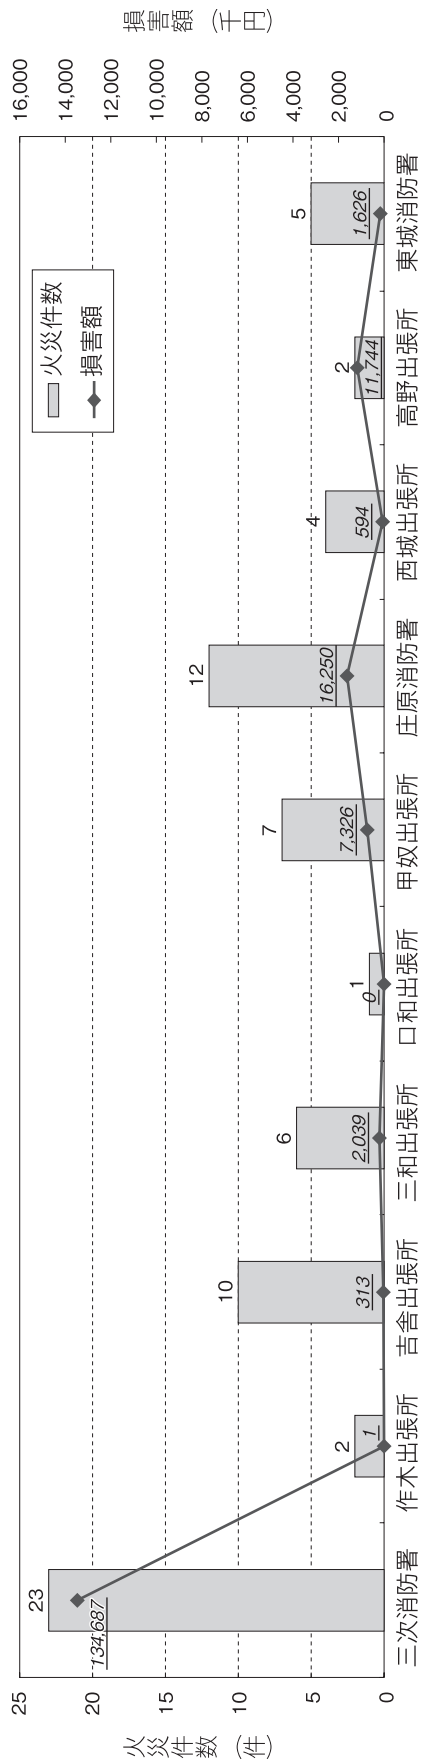 火災件数（件）
損害額（千円）
25
20
15
10
5
0
16,000
14,000
12,000
10,000
8,000
6,000
4,000
2,000
0
火災件数
損害額
23
134,687
2
1
10
313
6
2,039
1
0
7
7,326
12
16,250
4
594
2
11,744
5
1,626
三次消防署
作木出張所
吉舎出張所
三和出張所
口和出張所
甲奴出張所
庄原消防署
西城出張所
高野出張所
東城消防署